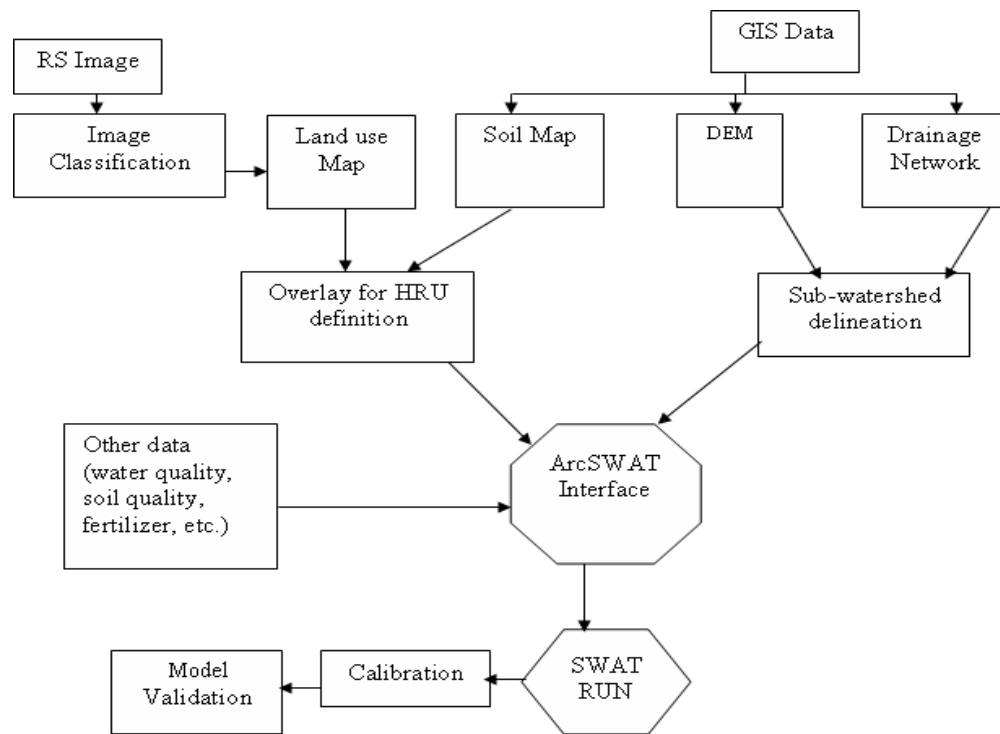 GIS Data
RS Image
Image
Classification
Land use
Map
Soil Map
DEM
Drainage
Network
Overlay for HRU
definition
Sub-watershed
delineation
Other data
(water quality,
soil quality,
fertilizer, etc.)
ArcSWAT
Interface
SWAT
RUN
Calibration
Model
Validation